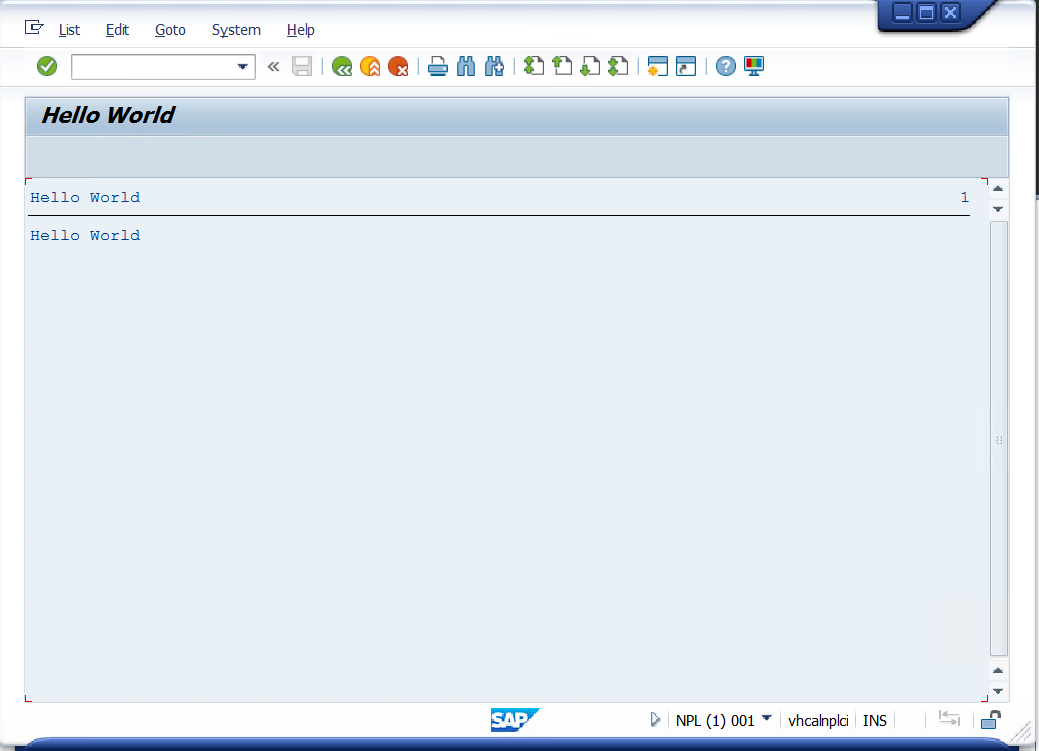 List Edit Goto System Help
Hello World
Hello World 1
Hello World
SAP NPL (1) 001 vhcalnplci INS